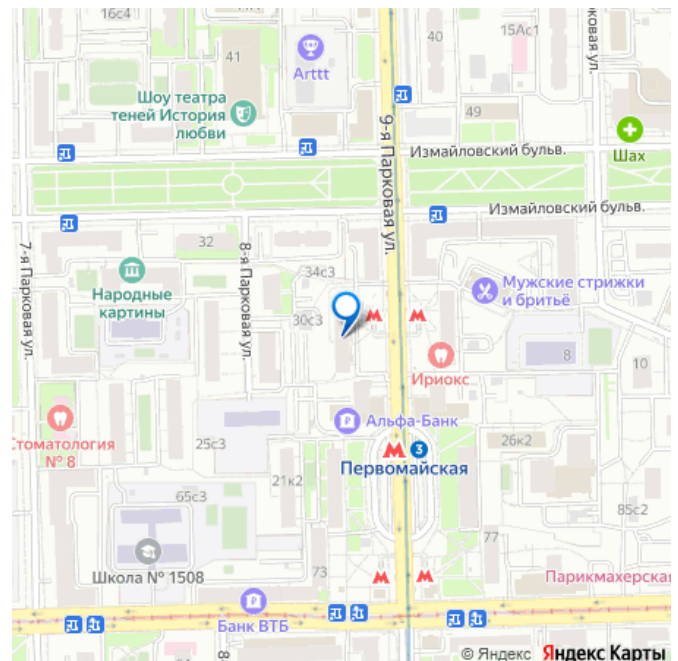 41
Arttt
40
15Ас1
ковая ул.
Шоу театра
теней История
любви
9-я Парковая ул.
49
Шах
Измайловский бульв.
Измайловский бульв.
7-я Парковая ул.
32
8-я Парковая ул.
34с3
Народные
картины
30с3
Мужские стрижки
и бритьё
Ириокс
8
10
Альфа-Банк
Стоматология
№ 8
25с3
3
Первомайская
26к2
21к2
65с3
85с2
77
Школа № 1508
73
Парикмахерская
Банк ВТБ
8
© Яндекс Яндекс Карты